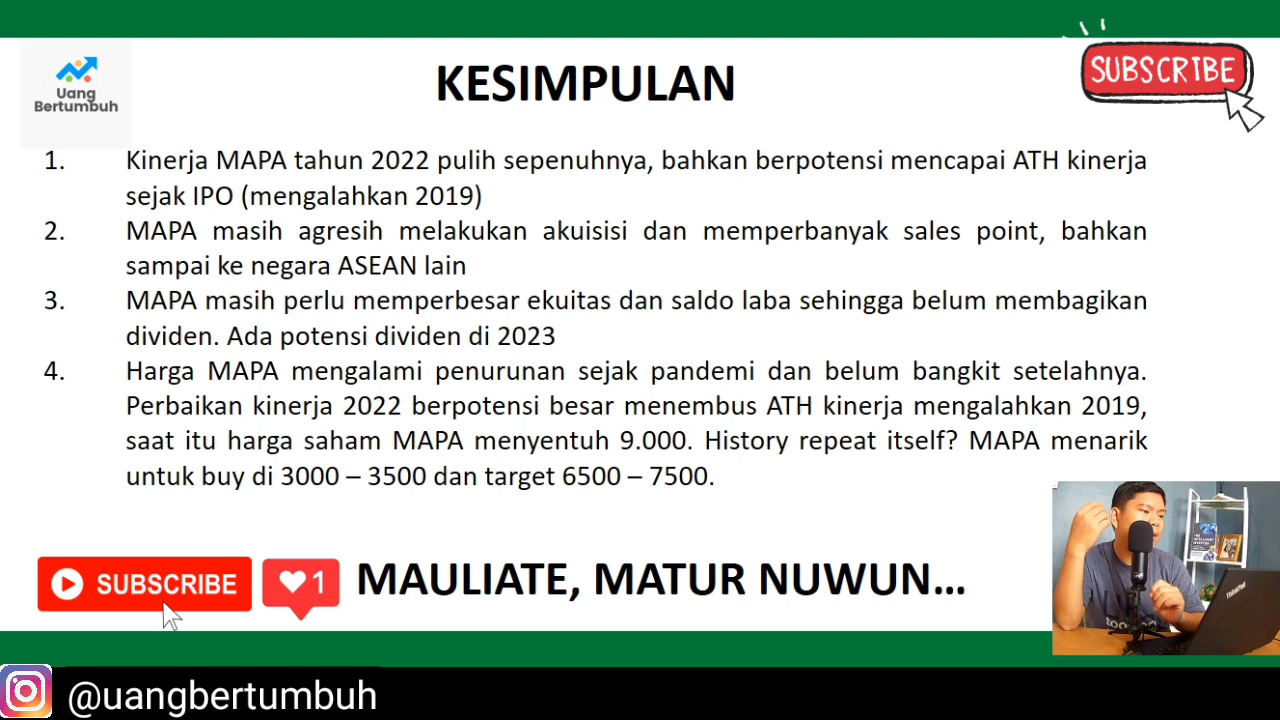 Uang
Bertumbuh
KESIMPULAN
SUBSCRIBE
1. Kinerja MAPA tahun 2022 pulih sepenuhnya, bahkan berpotensi mencapai ATH kinerja
sejak IPO (mengalahkan 2019)
2. MAPA masih agresih melakukan akuisisi dan memperbanyak sales point, bahkan
sampai ke negara ASEAN lain
3. MAPA masih perlu memperbesar ekuitas dan saldo laba sehingga belum membagikan
dividen. Ada potensi dividen di 2023
4. Harga MAPA mengalami penurunan sejak pandemi dan belum bangkit setelahnya.
Perbaikan kinerja 2022 berpotensi besar menembus ATH kinerja mengalahkan 2019,
saat itu harga saham MAPA menyentuh 9.000. History repeat itself? MAPA menarik
untuk buy di 3000 – 3500 dan target 6500 – 7500.
SUBSCRIBE
1
MAULIATE, MATUR NUWUN...
ThinkPad
@uangbertumbuh